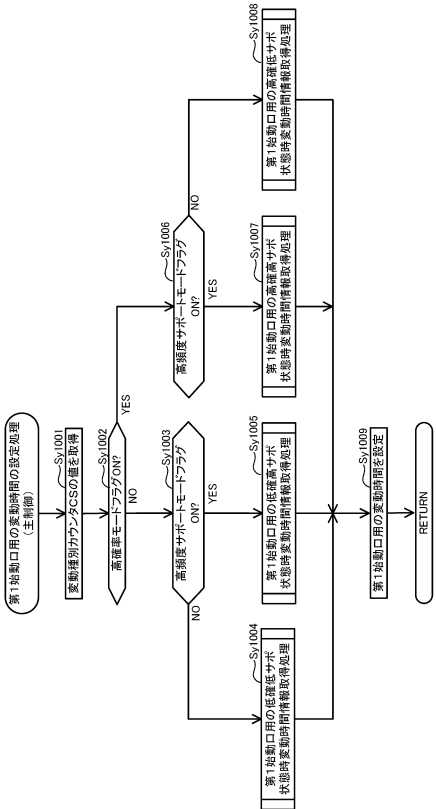 第1始動口用の変動時間の設定処理
(主制御)
Sy1001
変動種別カウンタCSの値を取得
Sy1002
高確率モードフラグON?
YES
NO
Sy1003
高頻度サポートモードフラグ
ON?
NO
YES
Sy1006
高頻度サポートモードフラグ
ON?
NO
YES
Sy1004
第1始動口用の低確低サポ
状態時変動時間情報取得処理
Sy1005
第1始動口用の低確高サポ
状態時変動時間情報取得処理
Sy1007
第1始動口用の高確高サポ
状態時変動時間情報取得処理
Sy1008
第1始動口用の高確低サポ
状態時変動時間情報取得処理
Sy1009
第1始動口用の変動時間を設定
RETURN